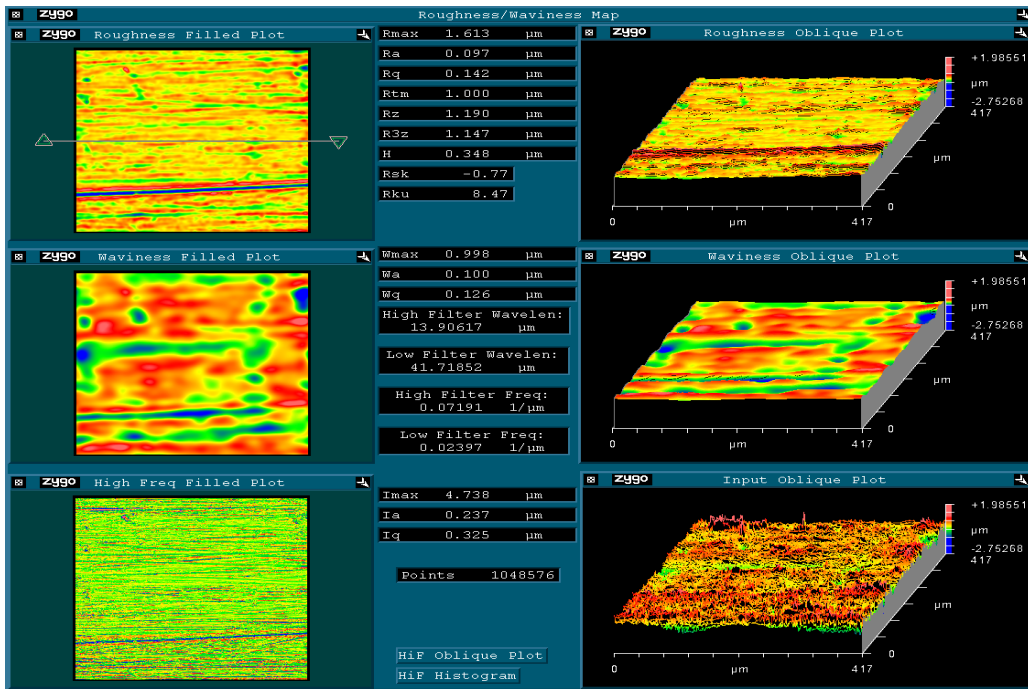 zygo Roughness/Waviness Map
zygo Roughness Filled Plot
Rmax 1.613 µm
Ra 0.097 µm
Rq 0.142 µm
Rtm 1.000 µm
Rz 1.190 µm
R3z 1.147 µm
H 0.348 µm
Rsk -0.77
Rku 8.47
zygo Roughness Oblique Plot
+1.98551
µm
-2.75268
417
µm
0
0 µm 417
zygo Waviness Filled Plot
Wmax 0.998 µm
Wa 0.100 µm
Wq 0.126 µm
High Filter Wavelen:
13.90617 µm
Low Filter Wavelen:
41.71852 µm
High Filter Freq:
0.07191 1/µm
Low Filter Freq:
0.02397 1/µm
zygo Waviness Oblique Plot
+1.98551
µm
-2.75268
417
µm
0
0 µm 417
zygo High Freq Filled Plot
Imax 4.738 µm
Ia 0.237 µm
Iq 0.325 µm
Points 1048576
HiF Oblique Plot
HiF Histogram
zygo Input Oblique Plot
+1.98551
µm
-2.75268
417
µm
0
0 µm 417